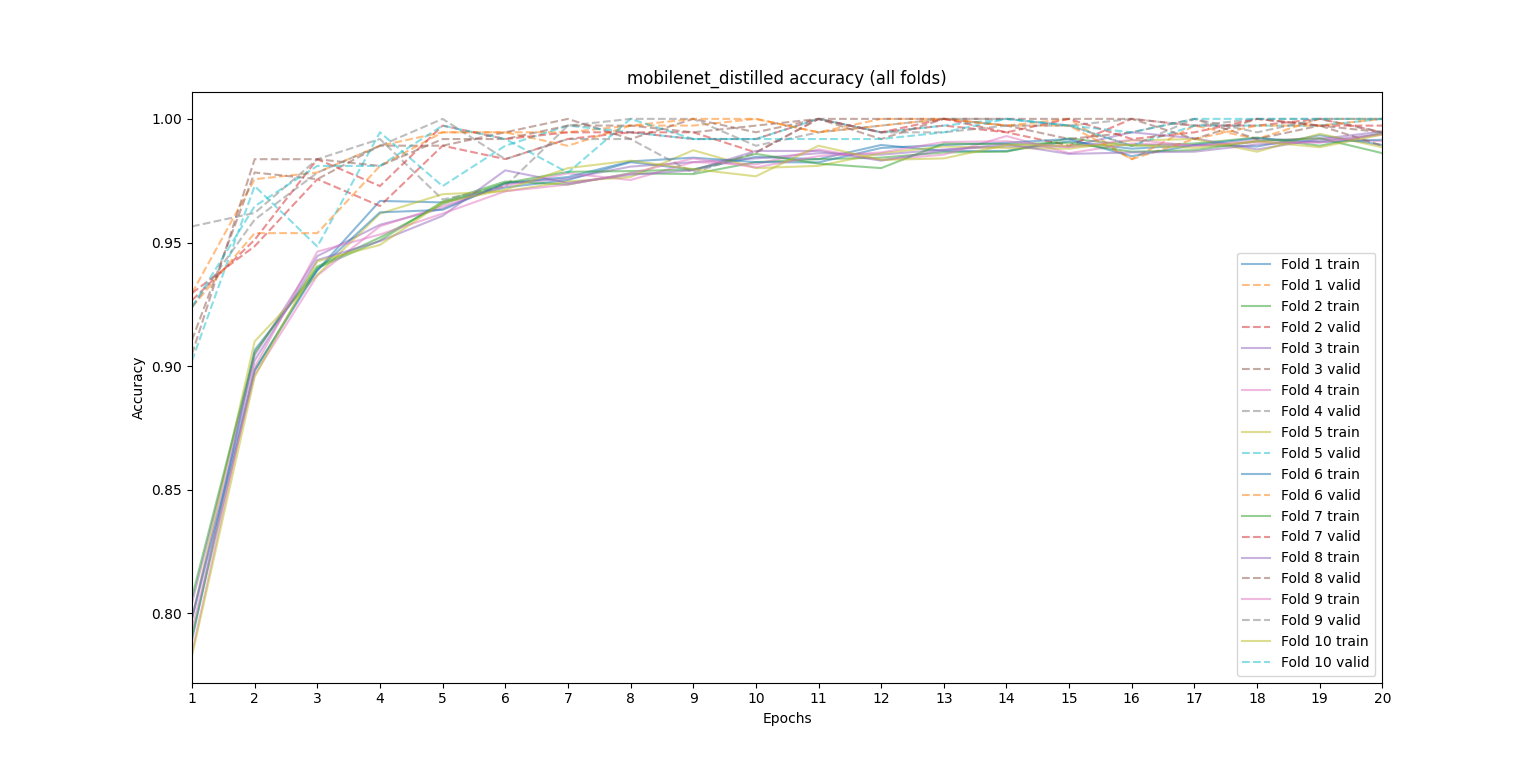 mobilenet_distilled accuracy (all folds)
1.00
0.95
0.90
0.85
0.80
Accuracy
Fold 1 train
Fold 1 valid
Fold 2 train
Fold 2 valid
Fold 3 train
Fold 3 valid
Fold 4 train
Fold 4 valid
Fold 5 train
Fold 5 valid
Fold 6 train
Fold 6 valid
Fold 7 train
Fold 7 valid
Fold 8 train
Fold 8 valid
Fold 9 train
Fold 9 valid
Fold 10 train
Fold 10 valid
1 2 3 4 5 6 7 8 9 10 11 12 13 14 15 16 17 18 19 20
Epochs